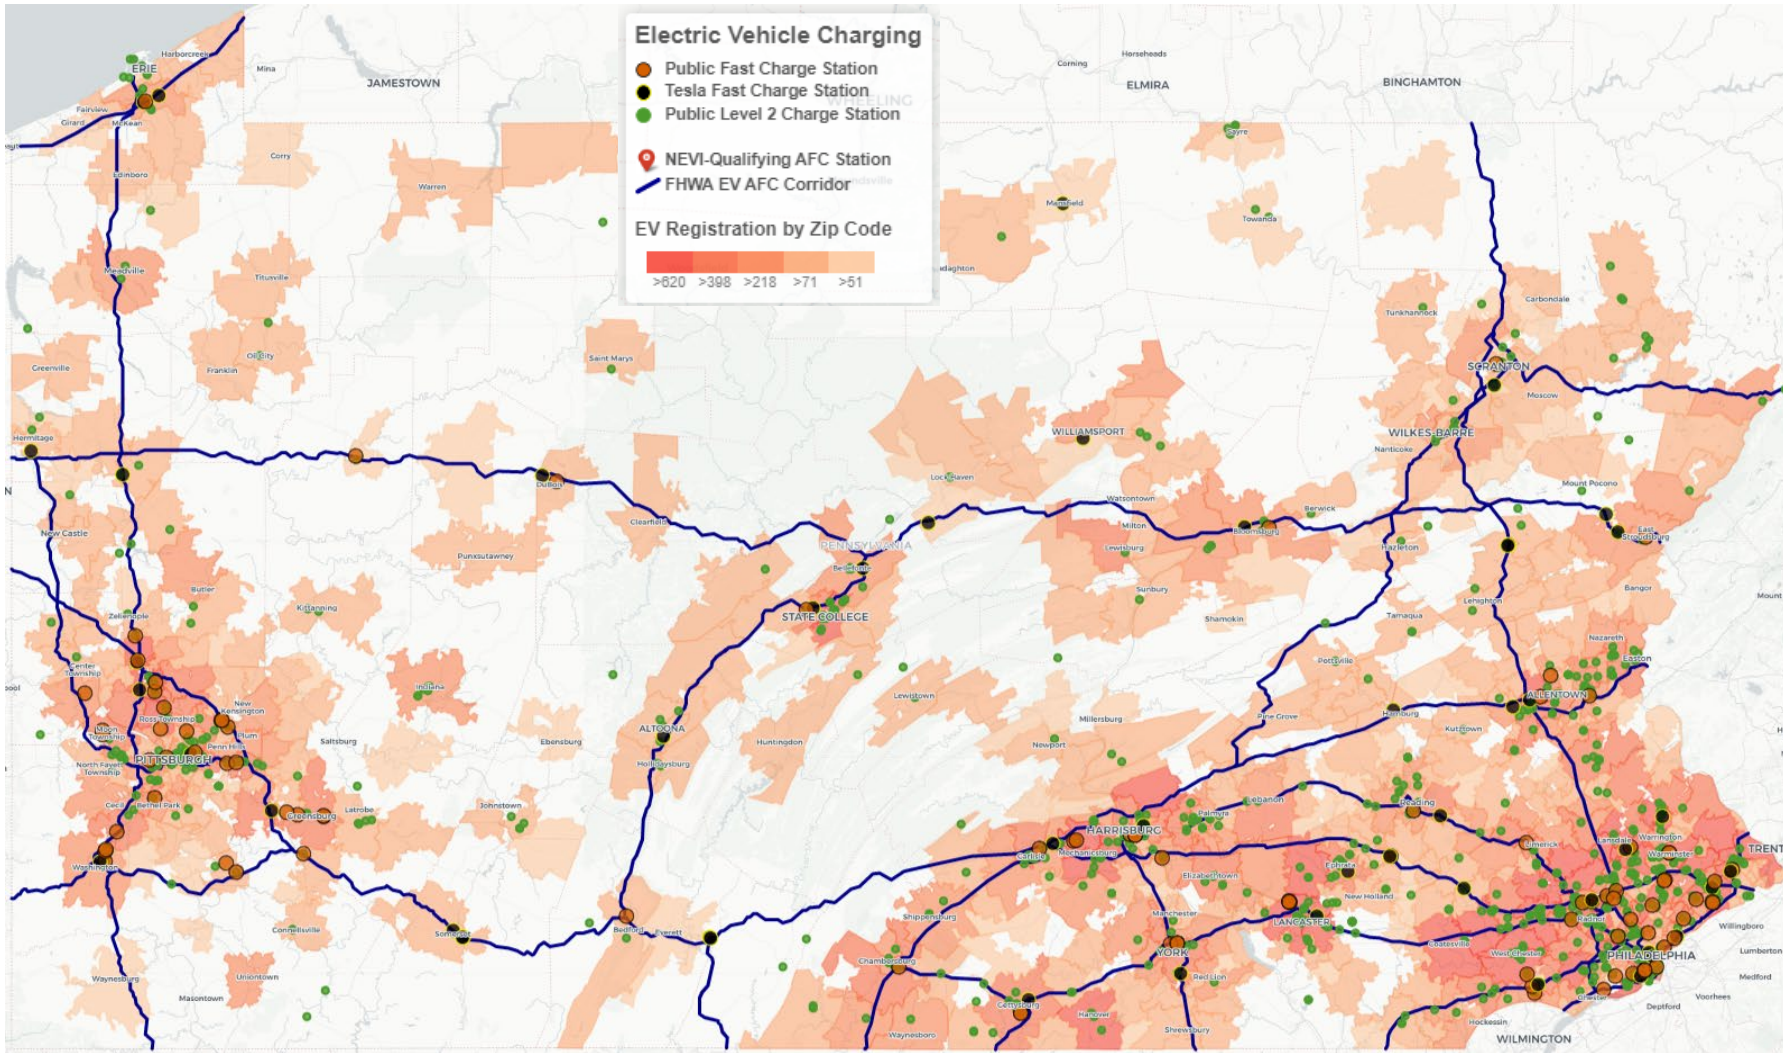 Electric Vehicle Charging
Public Fast Charge Station
Tesla Fast Charge Station
Public Level 2 Charge Station
NEVI-Qualifying AFC Station
FHWA EV AFC Corridor
EV Registration by Zip Code
>620 >398 >218 >71 >51
WHEELING
Harborcreek
ERIE
Mina
JAMESTOWN
Horseheads
Corning
ELMIRA
BINGHAMTON
Fairview
Girard
McKean
Corry
Edinboro
Warren
Sayre
Mansfield
Towanda
Meadville
Titusville
Carbondale
Tunkhannock
Oil City
Franklin
Greenville
Saint Marys
SCRANTON
Moscow
Hermitage
WILLIAMSPORT
WILKES-BARRE
Nanticoke
Lock Haven
DuBois
Mount Pocono
Watsontown
Berwick
Clearfield
Milton
Bloomsburg
East Stroudsburg
New Castle
PENNSYLVANIA
Lewisburg
Hazleton
Punxsutawney
Bellefonte
Butler
Sunbury
Bangor
Lehighton
Mount
Kittanning
Zelienople
STATE COLLEGE
Shamokin
Tamaqua
Nazareth
Center Township
Pottsville
Easton
Indiana
Lewistown
ALLENTOWN
New Kensington
Ross Township
Millersburg
Pine Grove
Hamburg
Moon Township
Plum
Saltsburg
Ebensburg
ALTOONA
Huntingdon
Newport
Kutztown
Penn Hills
PITTSBURGH
North Fayette Township
Hollidaysburg
Cecil
Bethel Park
Latrobe
Greensburg
Johnstown
Lebanon
Palmyra
Reading
HARRISBURG
Carlisle
Mechanicsburg
Limerick
Lansdale
Warrington
Warminster
TRENT
Washington
Elizabethtown
Ephrata
New Holland
Connellsville
Somerset
Bedford
Everett
Shippensburg
Manchester
LANCASTER
Radnor
Willingboro
Waynesburg
Uniontown
Masontown
Chambersburg
YORK
Red Lion
Coatesville
West Chester
PHILADELPHIA
Lumberton
Medford
Gettysburg
Hanover
Waynesboro
Shrewsbury
Chester
Deptford
Voorhees
Hockessin
WILMINGTON